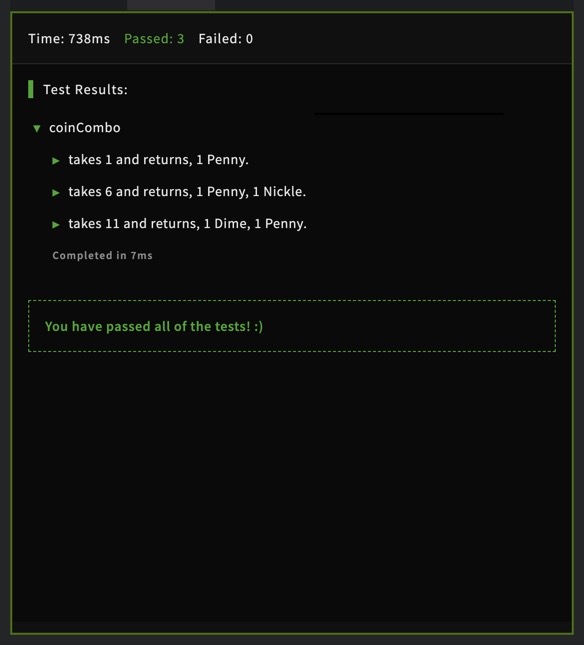 Time: 738ms Passed: 3 Failed: 0
Test Results:
coinCombo
takes 1 and returns, 1 Penny.
takes 6 and returns, 1 Penny, 1 Nickle.
takes 11 and returns, 1 Dime, 1 Penny.
Completed in 7ms
You have passed all of the tests! :)